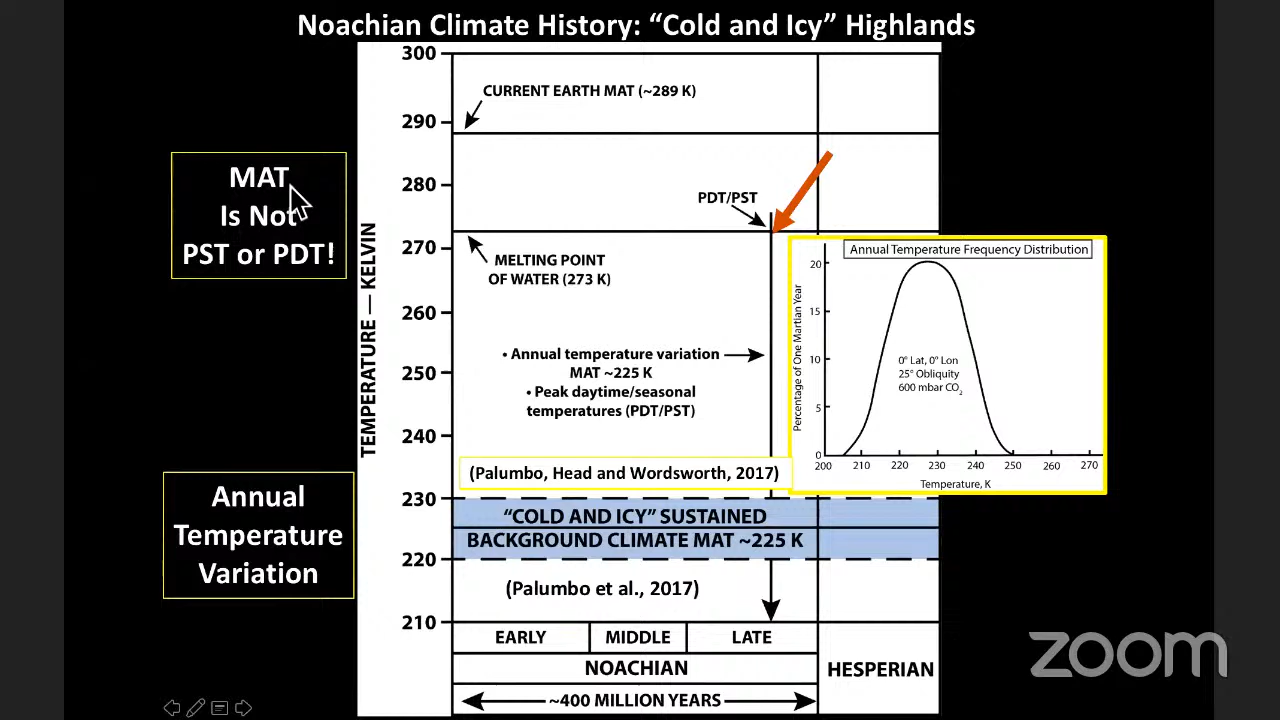 Noachian Climate History: “Cold and Icy” Highlands
MAT
Is Not
PST or PDT!
Annual
Temperature
Variation
TEMPERATURE — KELVIN
300
290
280
270
260
250
240
230
220
210
CURRENT EARTH MAT (~289 K)
PDT/PST
MELTING POINT
OF WATER (273 K)
• Annual temperature variation
MAT ~225 K
• Peak daytime/seasonal
temperatures (PDT/PST)
(Palumbo, Head and Wordsworth, 2017)
“COLD AND ICY” SUSTAINED
BACKGROUND CLIMATE MAT ~225 K
(Palumbo et al., 2017)
EARLY MIDDLE LATE
NOACHIAN
HESPERIAN
~400 MILLION YEARS
Annual Temperature Frequency Distribution
Percentage of One Martian Year
20
15
10
5
0
0° Lat, 0° Lon
25° Obliquity
600 mbar CO₂
200 210 220 230 240 250 260 270
Temperature, K
zoom